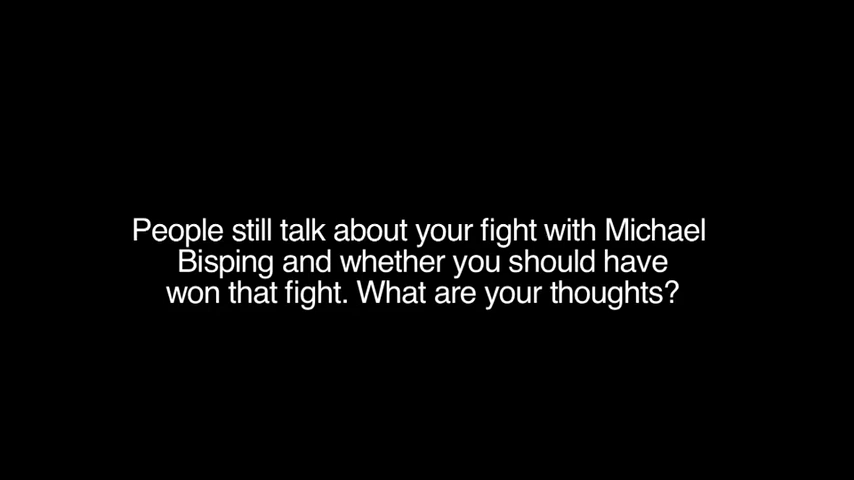 People still talk about your fight with Michael
Bisping and whether you should have
won that fight. What are your thoughts?